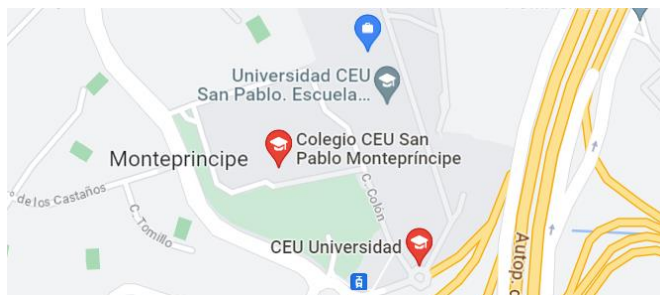 Universidad CEU
San Pablo. Escuela...
Colegio CEU San
Pablo Montepríncipe
Monteprincipe
º de los Castaños
C. Tomillo
C. Colón
CEU Universidad
Autop. d